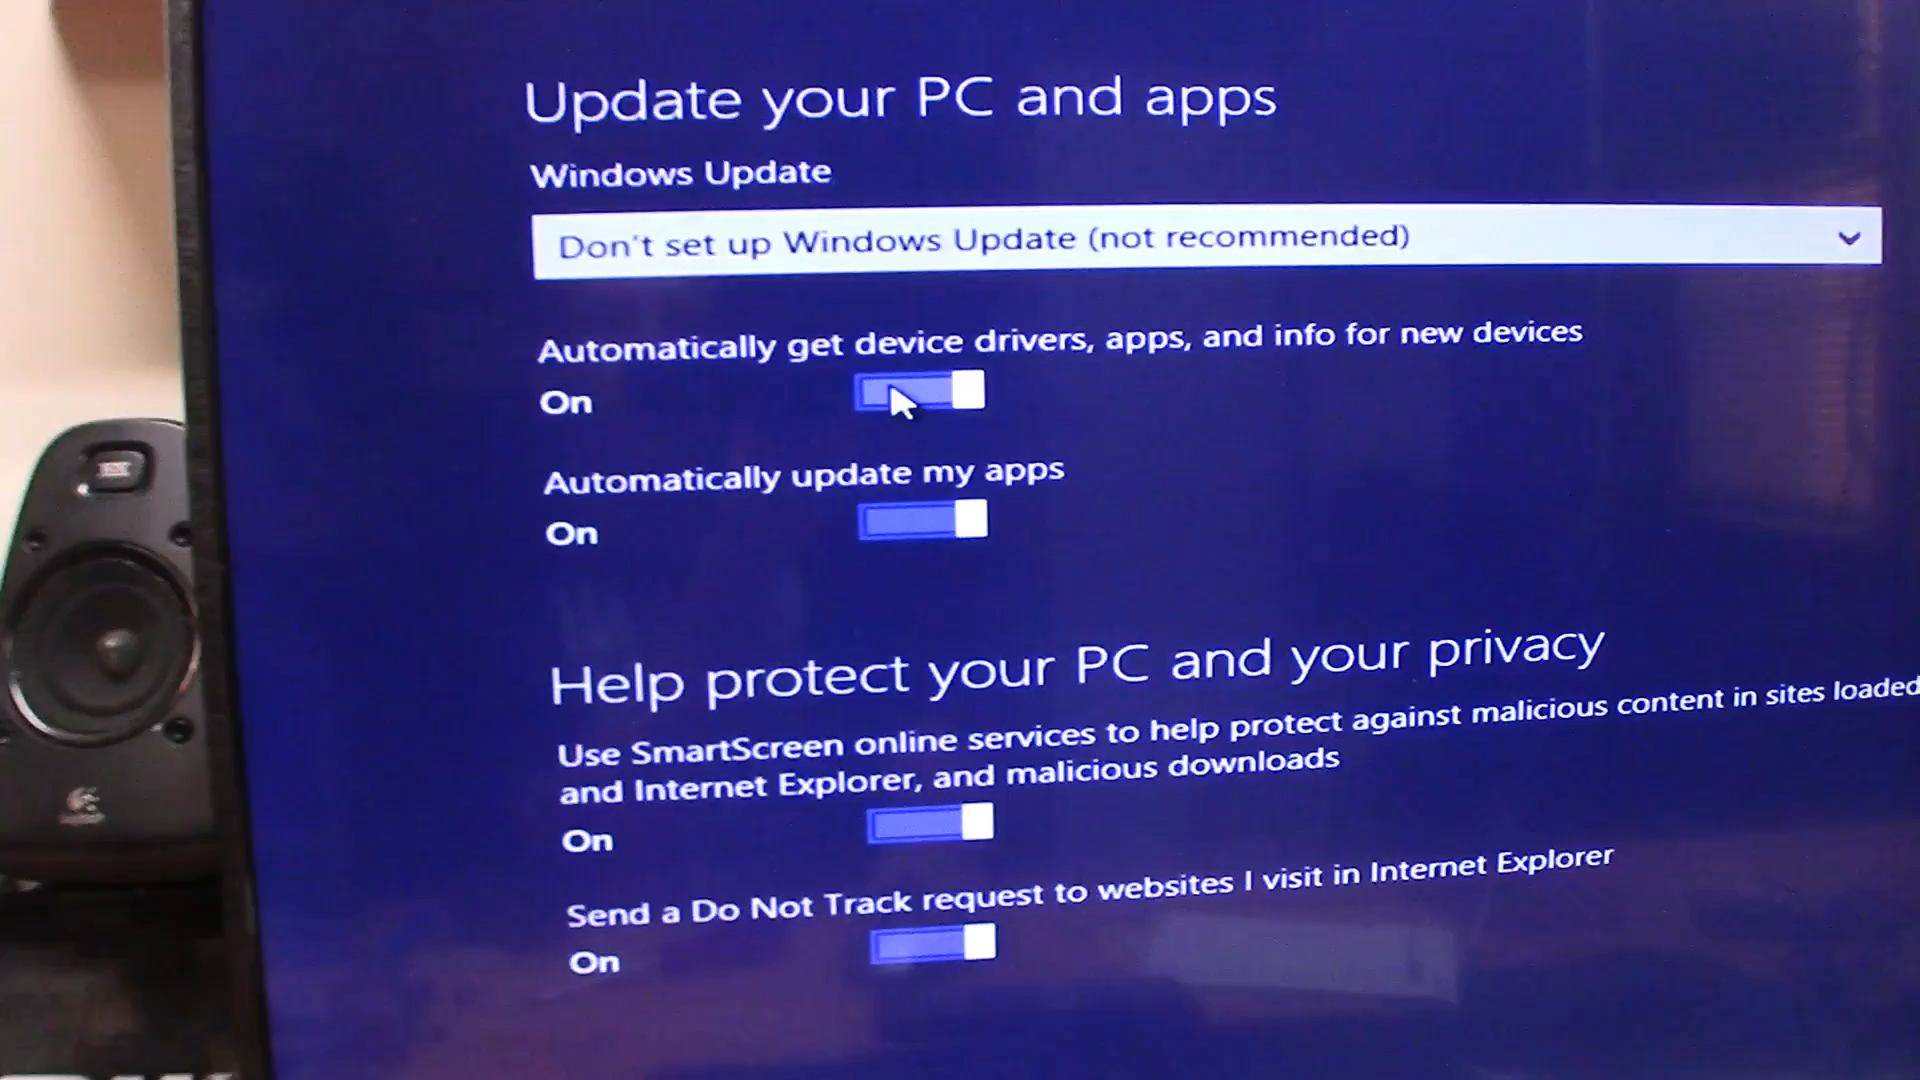 Update your PC and apps
Windows Update
Don't set up Windows Update (not recommended)
Automatically get device drivers, apps, and info for new devices
On
Automatically update my apps
On
Help protect your PC and your privacy
Use SmartScreen online services to help protect against malicious content in sites loaded
and Internet Explorer, and malicious downloads
On
Send a Do Not Track request to websites I visit in Internet Explorer
On